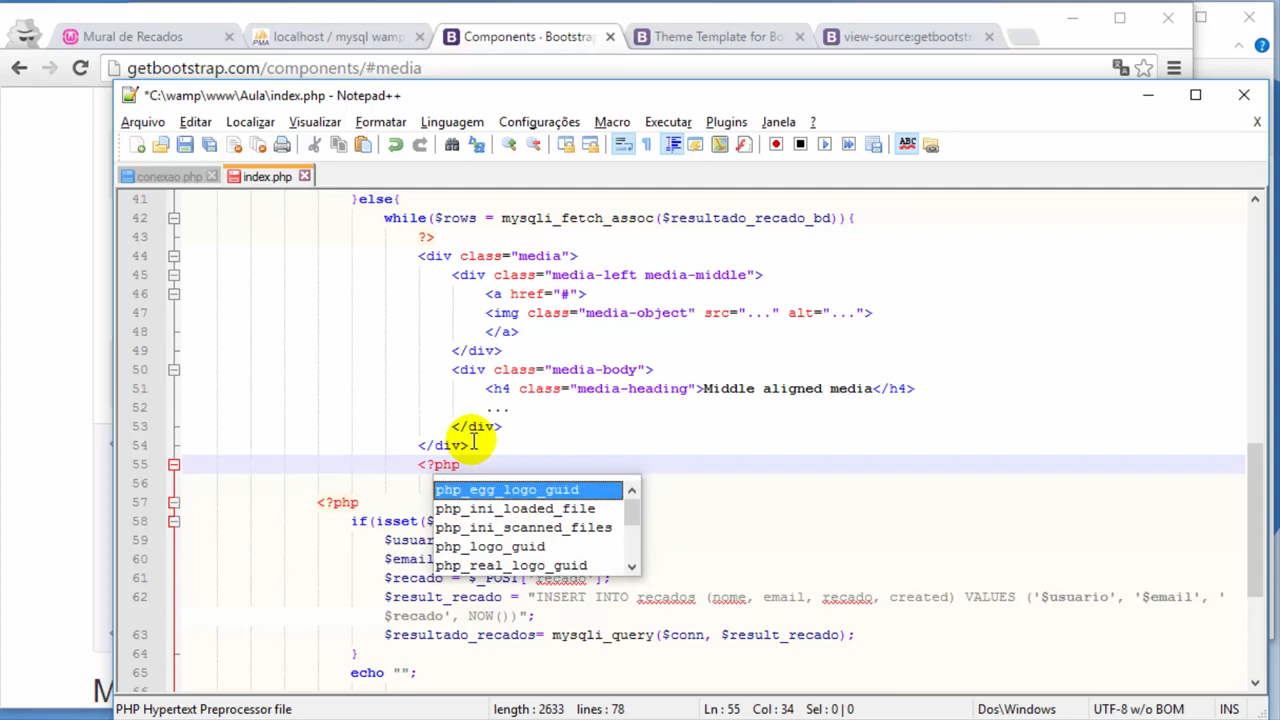 Mural de Recados
localhost / mysql wamp
Components · Bootstrap
Theme Template for Bo
view-source:getbootstr
getbootstrap.com/components/#media
*C:\wamp\www\Aula\index.php - Notepad++
Arquivo Editar Localizar Visualizar Formatar Linguagem Configurações Macro Executar Plugins Janela ? X
conexao.php index.php
41 }else{
42 while($rows = mysqli_fetch_assoc($resultado_recado_bd)){
43 ?>
44 <div class="media">
45 <div class="media-left media-middle">
46 <a href="#">
47 <img class="media-object" src="..." alt="...">
48 </a>
49 </div>
50 <div class="media-body">
51 <h4 class="media-heading">Middle aligned media</h4>
52 ...
53 </div>
54 </div>
55 <?php
56
57 <?php
58 if(isset($
59 $usuar
60 $email
61 $recado = $_POST['recado'];
62 $result_recado = "INSERT INTO recados (nome, email, recado, created) VALUES ('$usuario', '$email', '
$recado', NOW())";
63 $resultado_recados= mysqli_query($conn, $result_recado);
64 }
65 echo "";
php_egg_logo_guid
php_ini_loaded_file
php_ini_scanned_files
php_logo_guid
php_real_logo_guid
M
PHP Hypertext Preprocessor file length : 2633 lines : 78 Ln : 55 Col : 34 Sel : 0 | 0 Dos\Windows UTF-8 w/o BOM INS